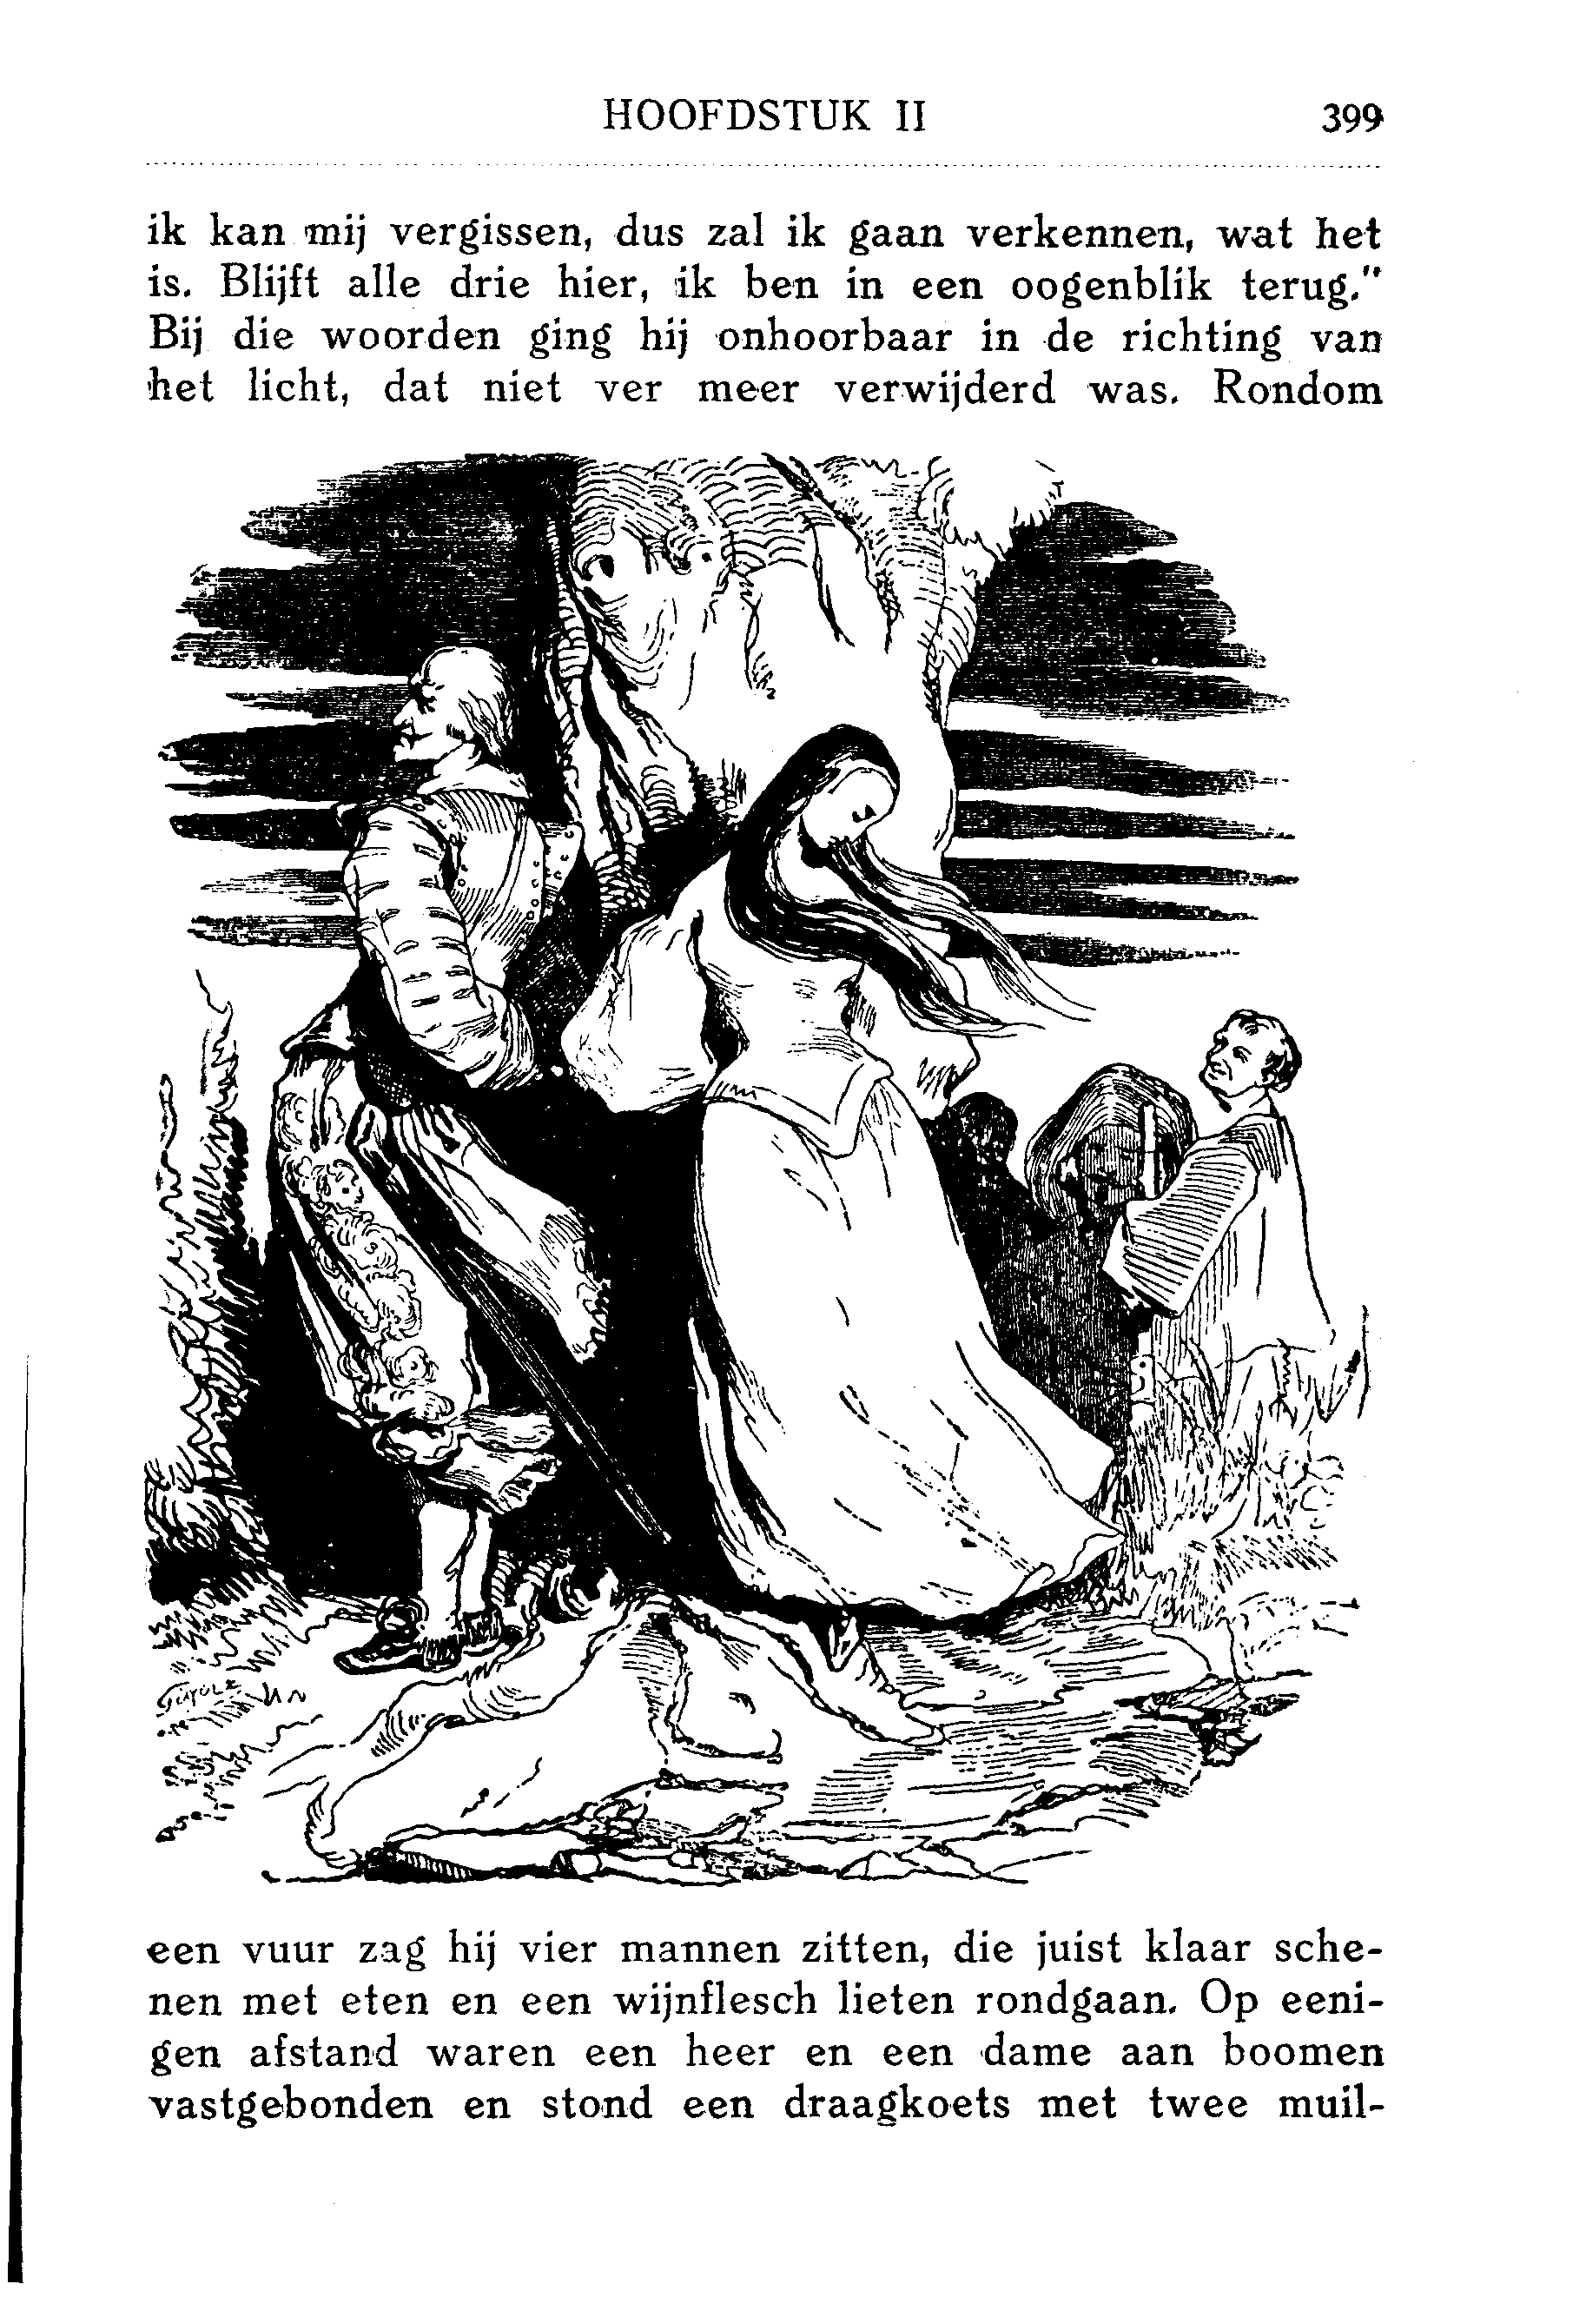 HOOFDSTUK II 399
ik kan mij vergissen, dus zal ik gaan verkennen, wat het
is. Blijft alle drie hier, ik ben in een oogenblik terug."
Bij die woorden ging hij onhoorbaar in de richting van
het licht, dat niet ver meer verwijderd was. Rondom
een vuur zag hij vier mannen zitten, die juist klaar sche-
nen met eten en een wijnflesch lieten rondgaan. Op eeni-
gen afstand waren een heer en een dame aan boomen
vastgebonden en stond een draagkoets met twee muil-